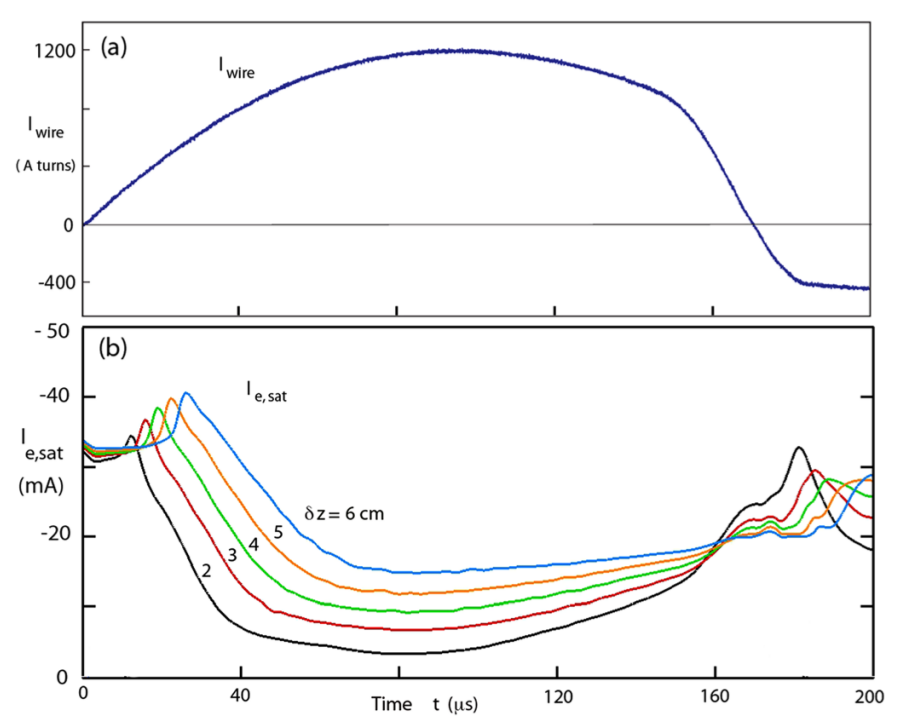 (a)
1200
I wire
I wire
(A turns)
0
-400
- 50
(b)
-40
I e,sat
I e,sat
(mA)
δz = 6 cm
-20
5
4
3
2
0
0
40
Time t (μs)
120
160
200